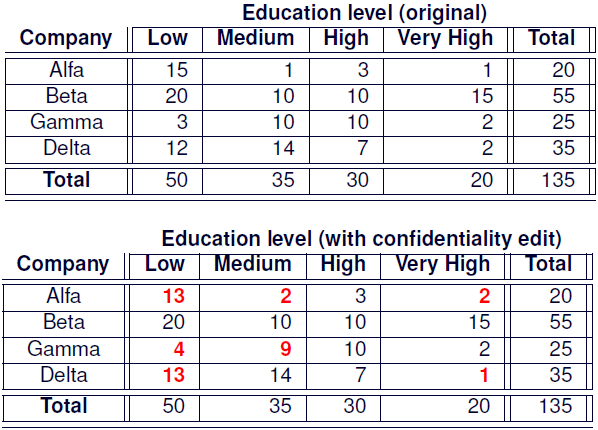 Education level (original)
Company Low Medium High Very High Total
Alfa 15 1 3 1 20
Beta 20 10 10 15 55
Gamma 3 10 10 2 25
Delta 12 14 7 2 35
Total 50 35 30 20 135
Education level (with confidentiality edit)
Company Low Medium High Very High Total
Alfa 13 2 3 2 20
Beta 20 10 10 15 55
Gamma 4 9 10 2 25
Delta 13 14 7 1 35
Total 50 35 30 20 135